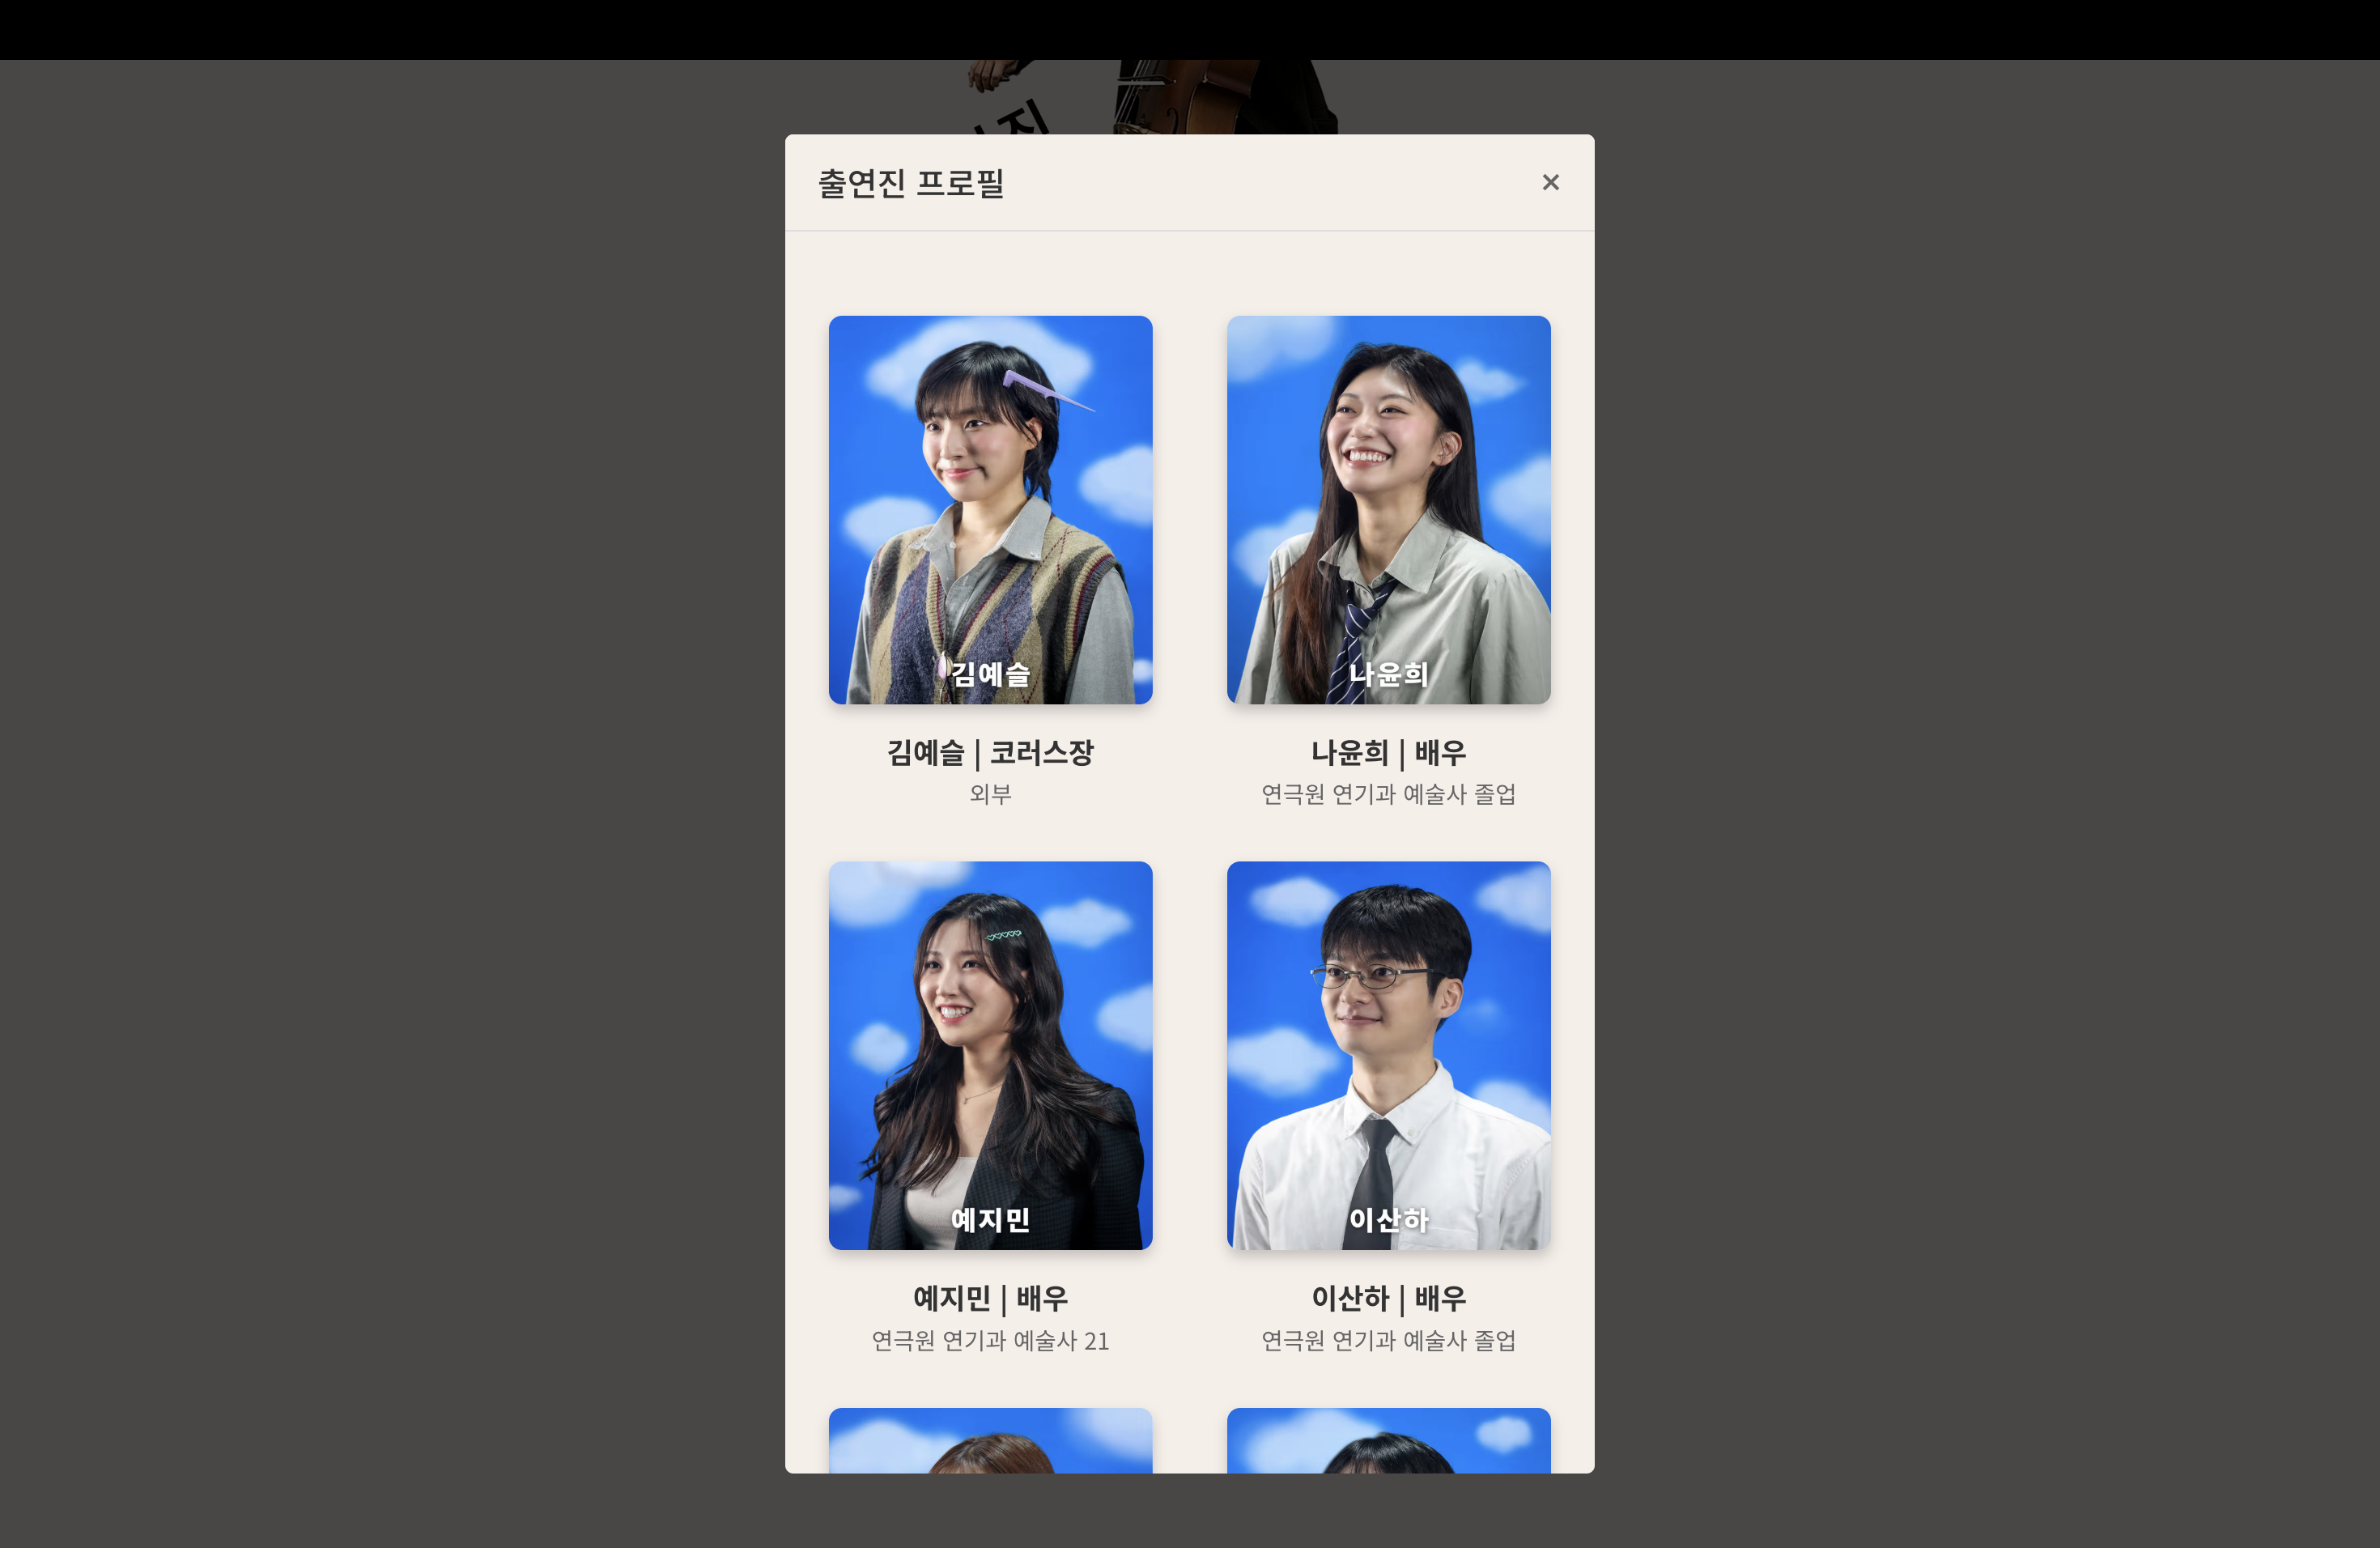 출연진 프로필
김예슬
나윤희
김예슬 | 코러스장
외부
나윤희 | 배우
연극원 연기과 예술사 졸업
예지민
이산하
예지민 | 배우
연극원 연기과 예술사 21
이산하 | 배우
연극원 연기과 예술사 졸업